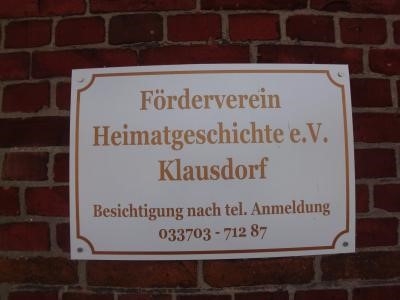 Förderverein
Heimatgeschichte e.V.
Klausdorf
Besichtigung nach tel. Anmeldung
033703 - 712 87